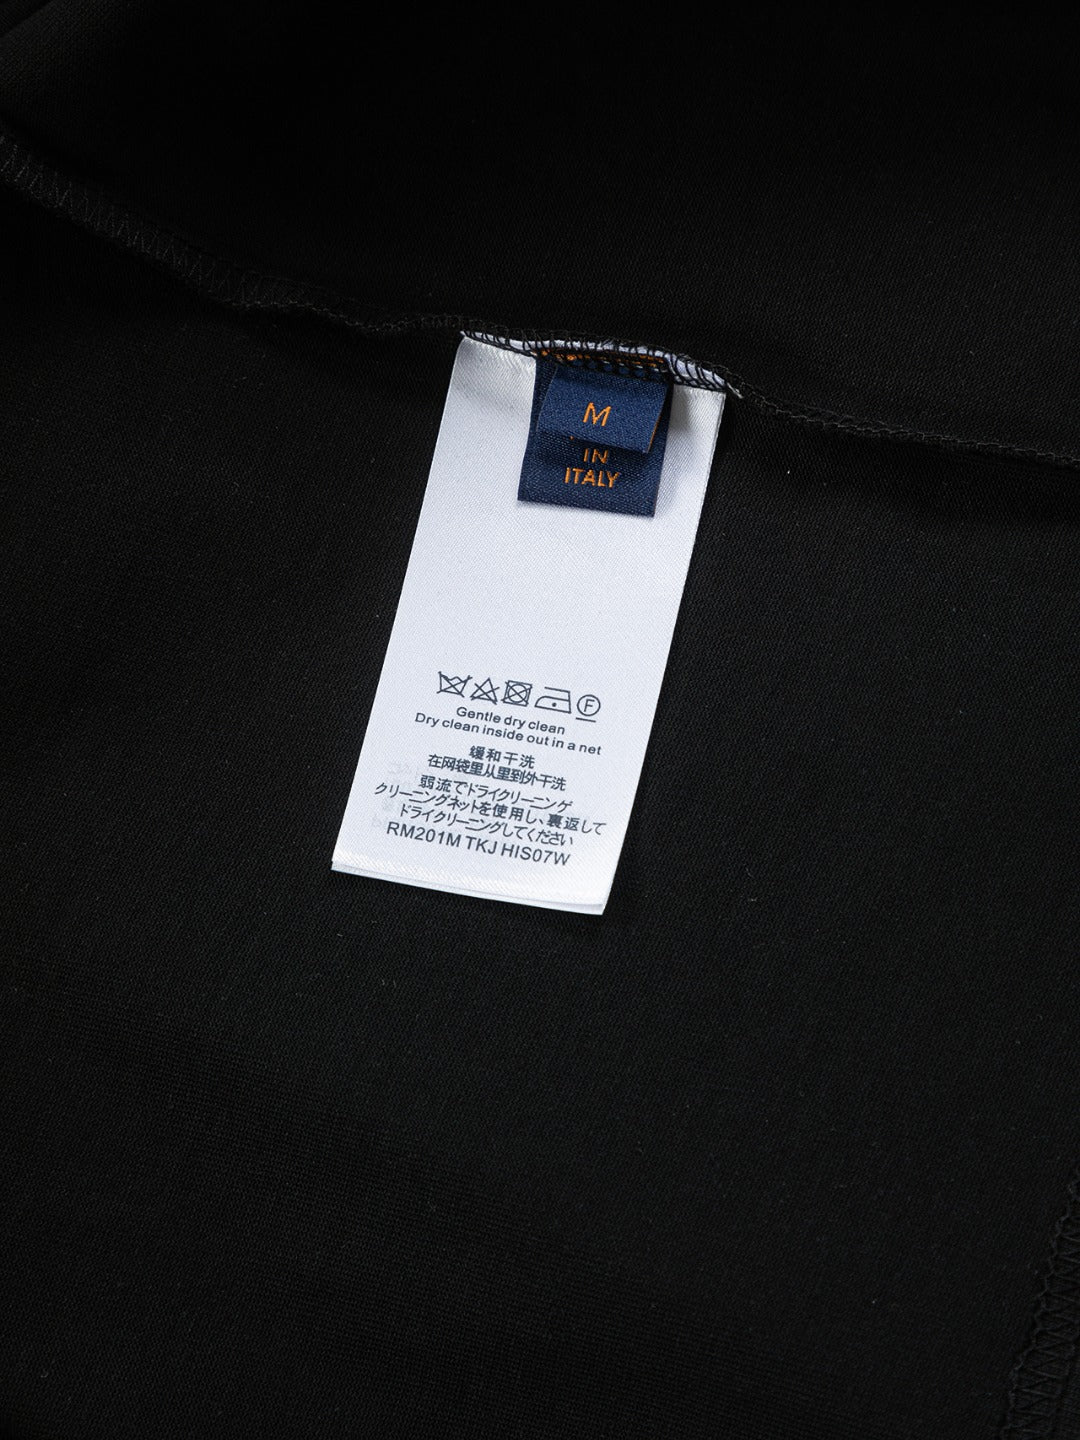 M
IN
ITALY
Gentle dry clean
Dry clean inside out in a net
缓和干洗
在网袋里从里到外干洗
弱流でドライクリーニング
クリーニングネットを使用し、裏返して
ドライクリーニングしてください
RM201M TKJ HIS07W